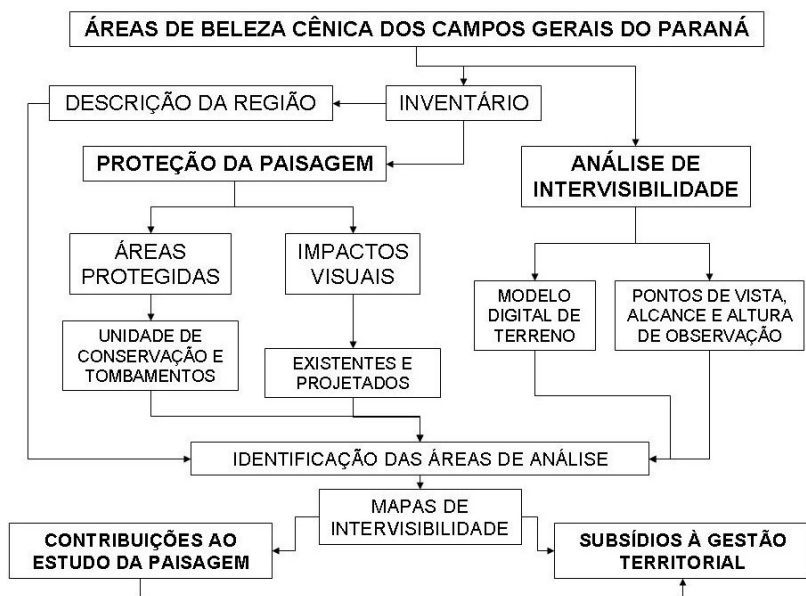 ÁREAS DE BELEZA CÊNICA DOS CAMPOS GERAIS DO PARANÁ
DESCRIÇÃO DA REGIÃO
INVENTÁRIO
PROTEÇÃO DA PAISAGEM
ANÁLISE DE
INTERVISIBILIDADE
ÁREAS
PROTEGIDAS
IMPACTOS
VISUAIS
MODELO
DIGITAL DE
TERRENO
PONTOS DE VISTA,
ALCANCE E ALTURA
DE OBSERVAÇÃO
UNIDADE DE
CONSERVAÇÃO E
TOMBAMENTOS
EXISTENTES E
PROJETADOS
IDENTIFICAÇÃO DAS ÁREAS DE ANÁLISE
MAPAS DE
INTERVISIBILIDADE
CONTRIBUIÇÕES AO
ESTUDO DA PAISAGEM
SUBSÍDIOS À GESTÃO
TERRITORIAL